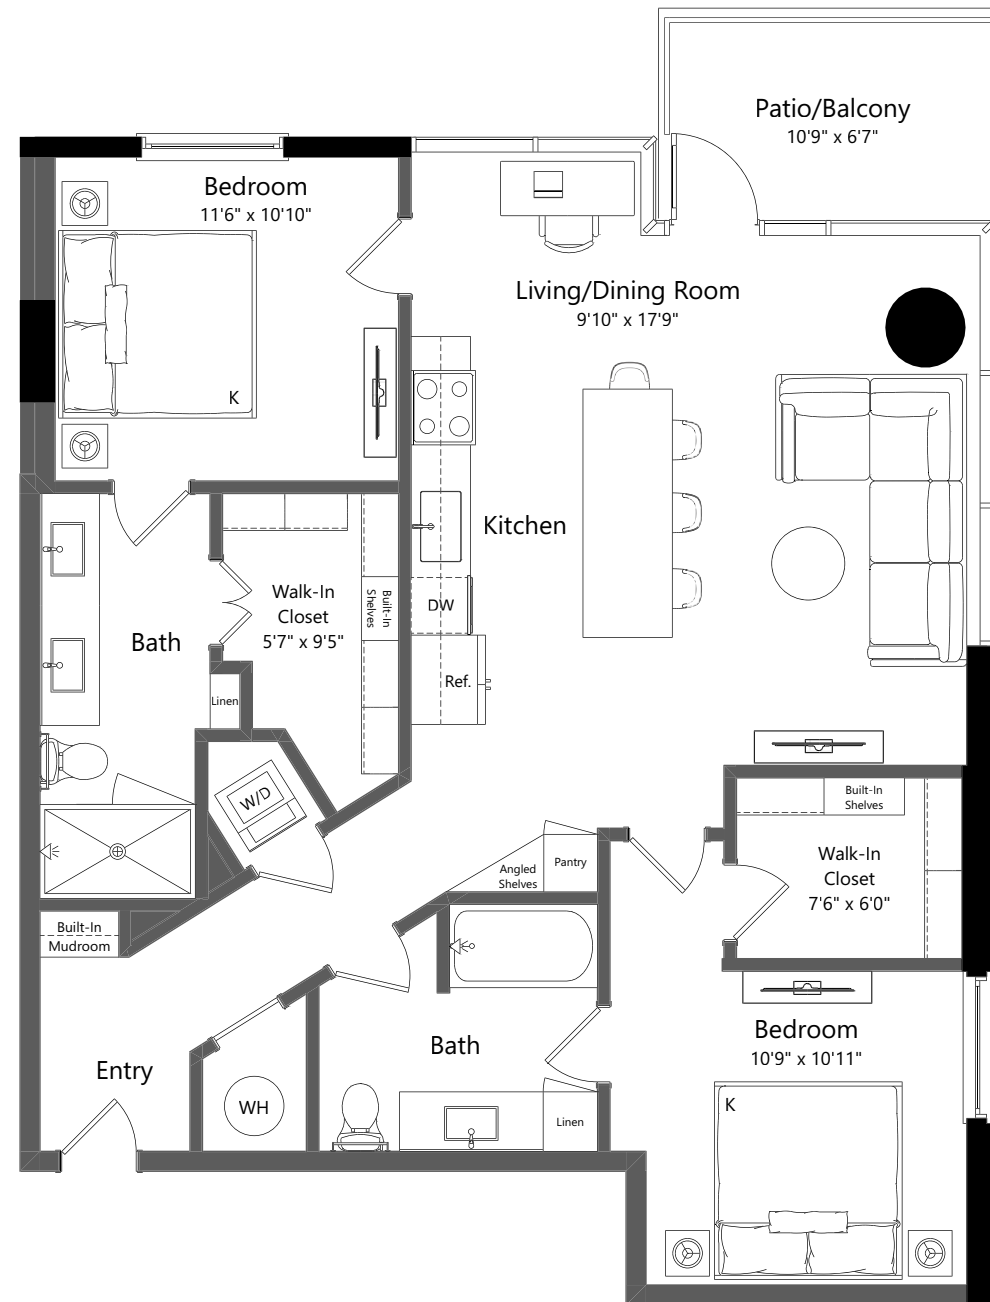 Patio/Balcony
10'9" x 6'7"
Bedroom
11'6" x 10'10"
Living/Dining Room
9'10" x 17'9"
K
Kitchen
Walk-In
Closet
5'7" x 9'5"
Built-In
Shelves
DW
Bath
Ref.
Linen
W/D
Built-In
Shelves
Pantry
Angled
Shelves
Walk-In
Closet
7'6" x 6'0"
Built-In
Mudroom
Bedroom
10'9" x 10'11"
Bath
Entry
WH
K
Linen